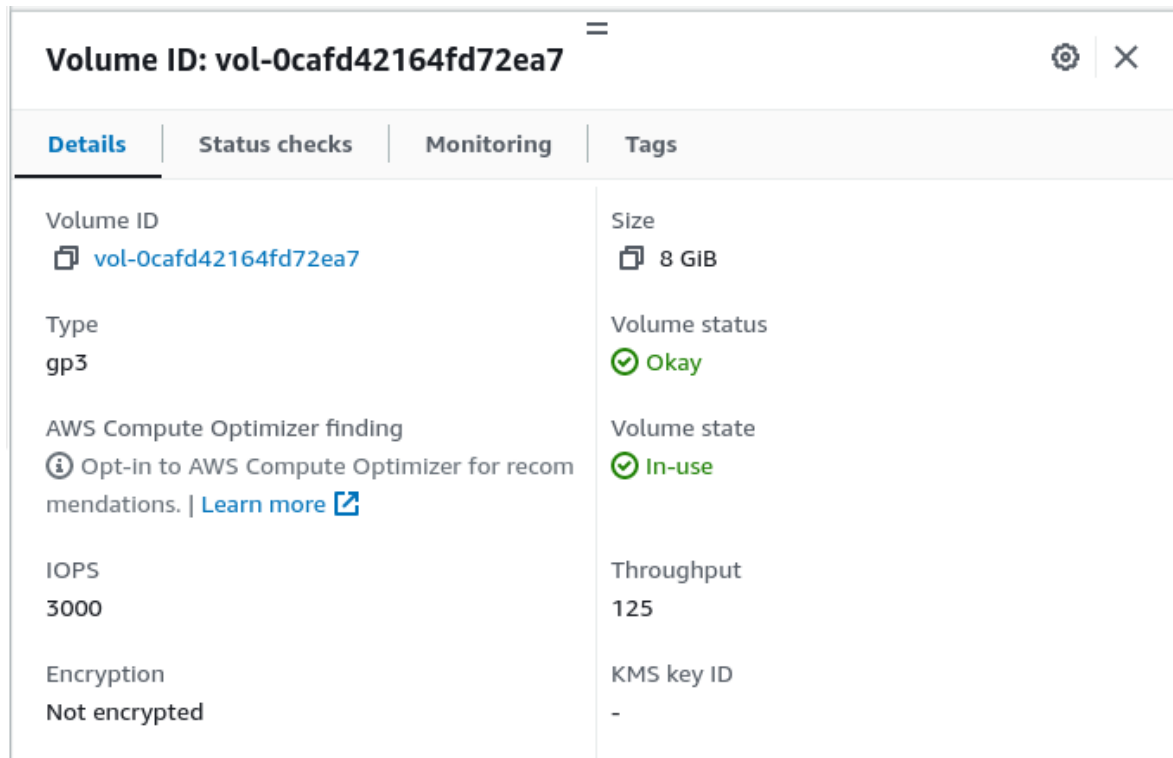 Volume ID: vol-0cafd42164fd72ea7
Details
Status checks
Monitoring
Tags
Volume ID
vol-0cafd42164fd72ea7
Size
8 GiB
Type
gp3
Volume status
Okay
AWS Compute Optimizer finding
Opt-in to AWS Compute Optimizer for recom
mendations. | Learn more
Volume state
In-use
IOPS
3000
Throughput
125
Encryption
Not encrypted
KMS key ID
-